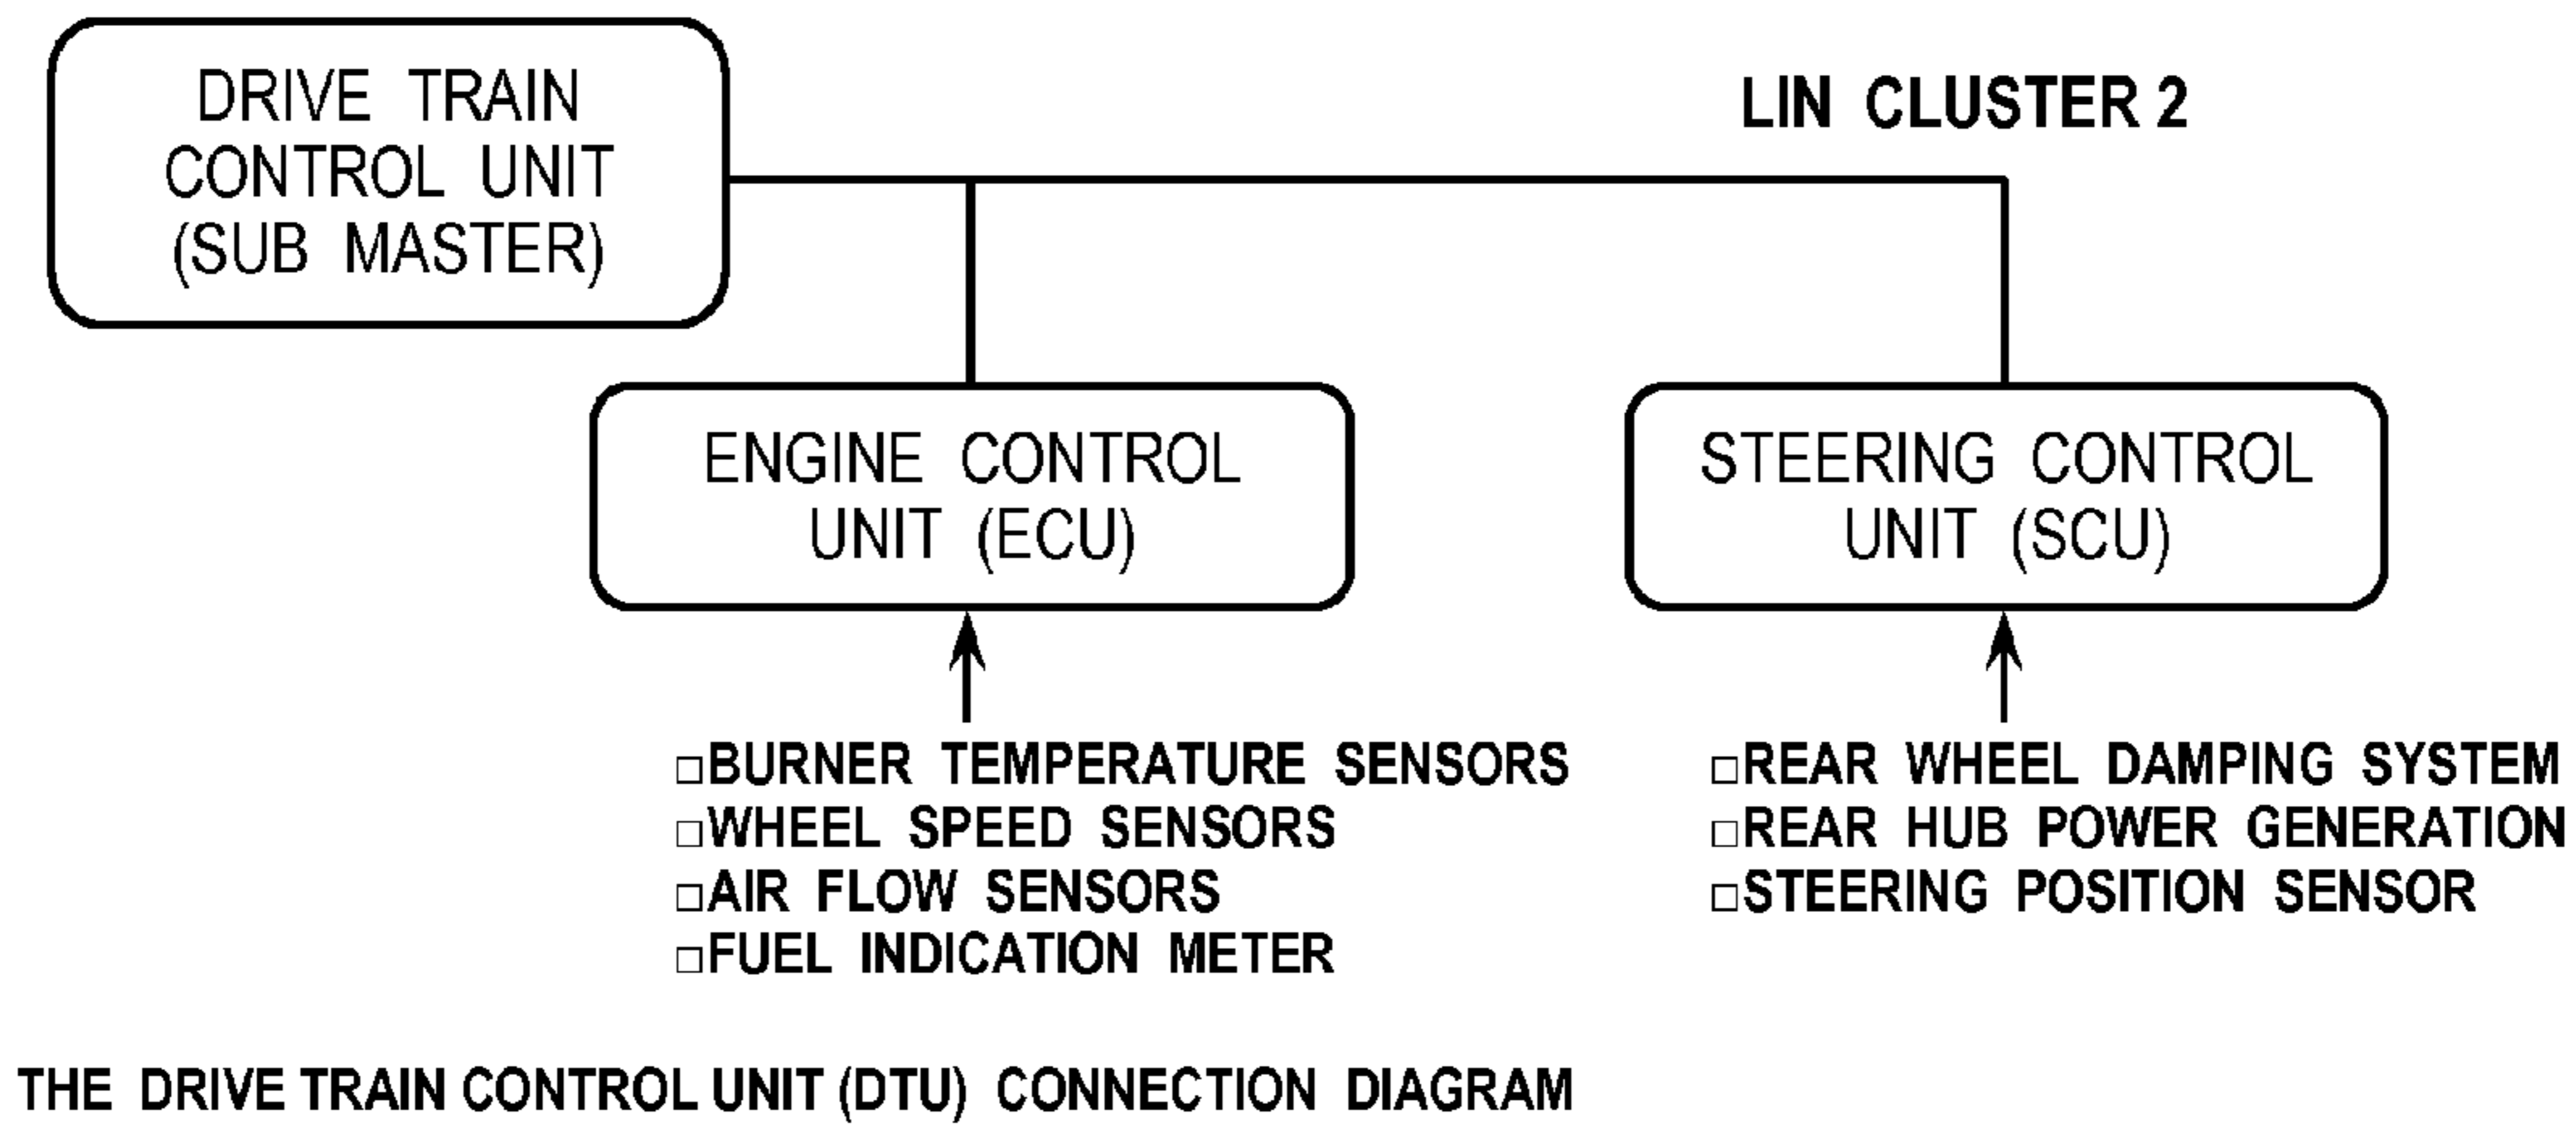 DRIVE TRAIN
CONTROL UNIT
(SUB MASTER)
LIN CLUSTER 2
ENGINE CONTROL
UNIT (ECU)
STEERING CONTROL
UNIT (SCU)
□BURNER TEMPERATURE SENSORS
□WHEEL SPEED SENSORS
□AIR FLOW SENSORS
□FUEL INDICATION METER
□REAR WHEEL DAMPING SYSTEM
□REAR HUB POWER GENERATION
□STEERING POSITION SENSOR
THE DRIVE TRAIN CONTROL UNIT (DTU) CONNECTION DIAGRAM